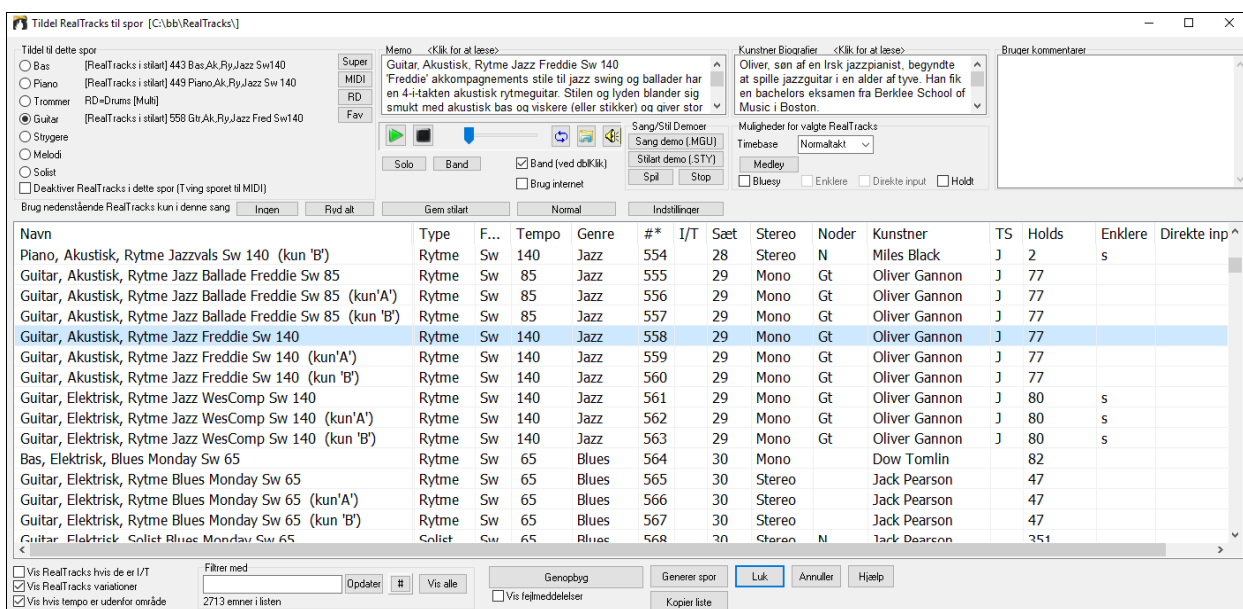 Tildel RealTracks til spor [C:\bb\RealTracks\]
Tildel til dette spor
Bas [RealTracks i stilart] 443 Bas,Ak,Ry,Jazz Sw140
Piano [RealTracks i stilart] 449 Piano,Ak,Ry,Jazz Sw 140
Trommer RD=Drums [Multi]
Guitar [RealTracks i stilart] 558 Gtr,Ak,Ry,Jazz Fred Sw140
Strygere
Melodi
Solist
Deaktiver RealTracks i dette spor (Tving sporet til MIDI)
Super
MIDI
RD
Fav
Memo <Klik for at læse>
Guitar, Akustisk, Rytme Jazz Freddie Sw 140
'Freddie' akkompagnements stile til jazz swing og ballader har
en 4-i-takten akustisk rytmeguitar. Stilen og lyden blander sig
smukt med akustisk bas og viskere (eller stikker) og giver stor
Solo Band
Band (ved dblKlik)
Brug internet
Sang/Stil Demoer
Sang demo (.MGU)
Stilart demo (.STY)
Spil Stop
Kunstner Biografier <Klik for at læse>
Oliver, søn af en Irsk jazzpianist, begyndte
at spille jazzguitar i en alder af tyve. Han fik
en bachelors eksamen fra Berklee School of
Music i Boston.
Muligheder for valgte RealTracks
Timebase Normaltakt
Medley
Bluesy Enklere Direkte input Holdt
Bruger kommentarer
Brug nedenstående RealTracks kun i denne sang Ingen Ryd alt Gem stilart Normal Indstillinger
Navn Type F... Tempo Genre #* I/T Sæt Stereo Noder Kunstner TS Holds Enklere Direkte inp
Piano, Akustisk, Rytme Jazzvals Sw 140 (kun 'B') Rytme Sw 140 Jazz 554 28 Stereo N Miles Black J 2 s
Guitar, Akustisk, Rytme Jazz Ballade Freddie Sw 85 Rytme Sw 85 Jazz 555 29 Mono Gt Oliver Gannon J 77
Guitar, Akustisk, Rytme Jazz Ballade Freddie Sw 85 (kun'A') Rytme Sw 85 Jazz 556 29 Mono Gt Oliver Gannon J 77
Guitar, Akustisk, Rytme Jazz Ballade Freddie Sw 85 (kun 'B') Rytme Sw 85 Jazz 557 29 Mono Gt Oliver Gannon J 77
Guitar, Akustisk, Rytme Jazz Freddie Sw 140 Rytme Sw 140 Jazz 558 29 Mono Gt Oliver Gannon J 77
Guitar, Akustisk, Rytme Jazz Freddie Sw 140 (kun'A') Rytme Sw 140 Jazz 559 29 Mono Gt Oliver Gannon J 77
Guitar, Akustisk, Rytme Jazz Freddie Sw 140 (kun 'B') Rytme Sw 140 Jazz 560 29 Mono Gt Oliver Gannon J 77
Guitar, Elektrisk, Rytme Jazz WesComp Sw 140 Rytme Sw 140 Jazz 561 29 Mono Gt Oliver Gannon J 80 s
Guitar, Elektrisk, Rytme Jazz WesComp Sw 140 (kun'A') Rytme Sw 140 Jazz 562 29 Mono Gt Oliver Gannon J 80 s
Guitar, Elektrisk, Rytme Jazz WesComp Sw 140 (kun 'B') Rytme Sw 140 Jazz 563 29 Mono Gt Oliver Gannon J 80 s
Bas, Elektrisk, Blues Monday Sw 65 Rytme Sw 65 Blues 564 30 Mono Dow Tomlin 82
Guitar, Elektrisk, Rytme Blues Monday Sw 65 Rytme Sw 65 Blues 565 30 Stereo Jack Pearson 47
Guitar, Elektrisk, Rytme Blues Monday Sw 65 (kun'A') Rytme Sw 65 Blues 566 30 Stereo Jack Pearson 47
Guitar, Elektrisk, Rytme Blues Monday Sw 65 (kun 'B') Rytme Sw 65 Blues 567 30 Stereo Jack Pearson 47
Guitar, Elektrisk, Solist Blues Monday Sw 65 Solist Sw 65 Blues 568 30 Stereo N Jack Pearson 351
Vis RealTracks hvis de er I/T
Vis RealTracks variationer
Vis hvis tempo er udenfor område
Filtrer med
Opdater # Vis alle
2713 emner i listen
Genopbyg
Vis fejlmeddelelser
Generer spor Luk Annuller Hjælp
Kopier liste